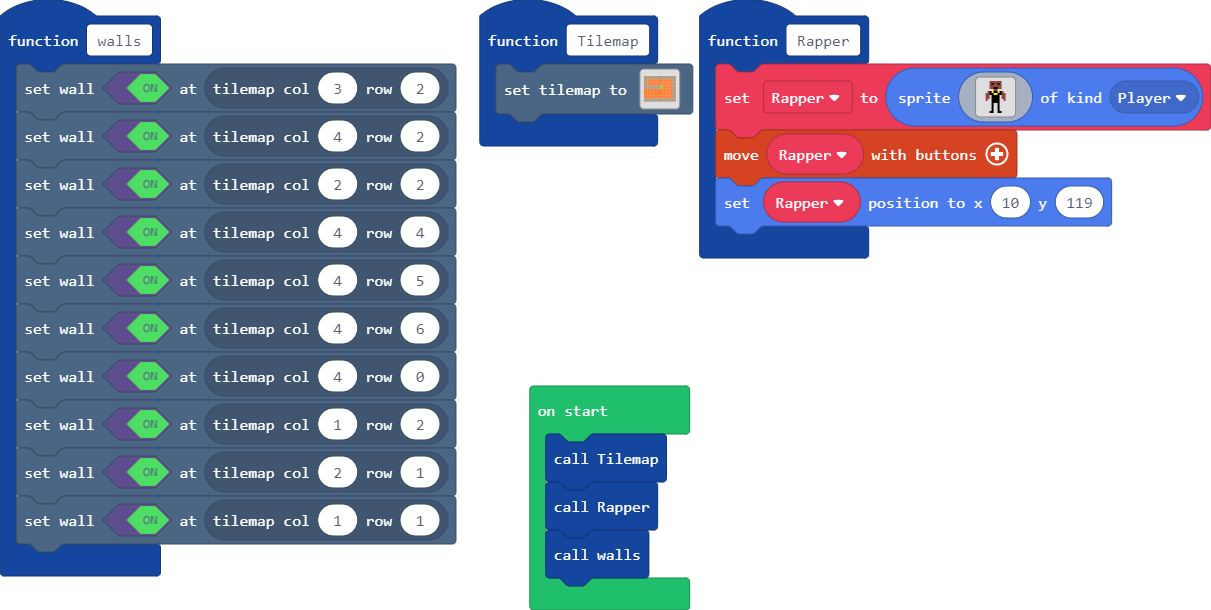 function walls
set wall ON at tilemap col 3 row 2
set wall ON at tilemap col 4 row 2
set wall ON at tilemap col 2 row 2
set wall ON at tilemap col 4 row 4
set wall ON at tilemap col 4 row 5
set wall ON at tilemap col 4 row 6
set wall ON at tilemap col 4 row 0
set wall ON at tilemap col 1 row 2
set wall ON at tilemap col 2 row 1
set wall ON at tilemap col 1 row 1
function Tilemap
set tilemap to
function Rapper
set Rapper to sprite of kind Player
move Rapper with buttons
set Rapper position to x 10 y 119
on start
call Tilemap
call Rapper
call walls